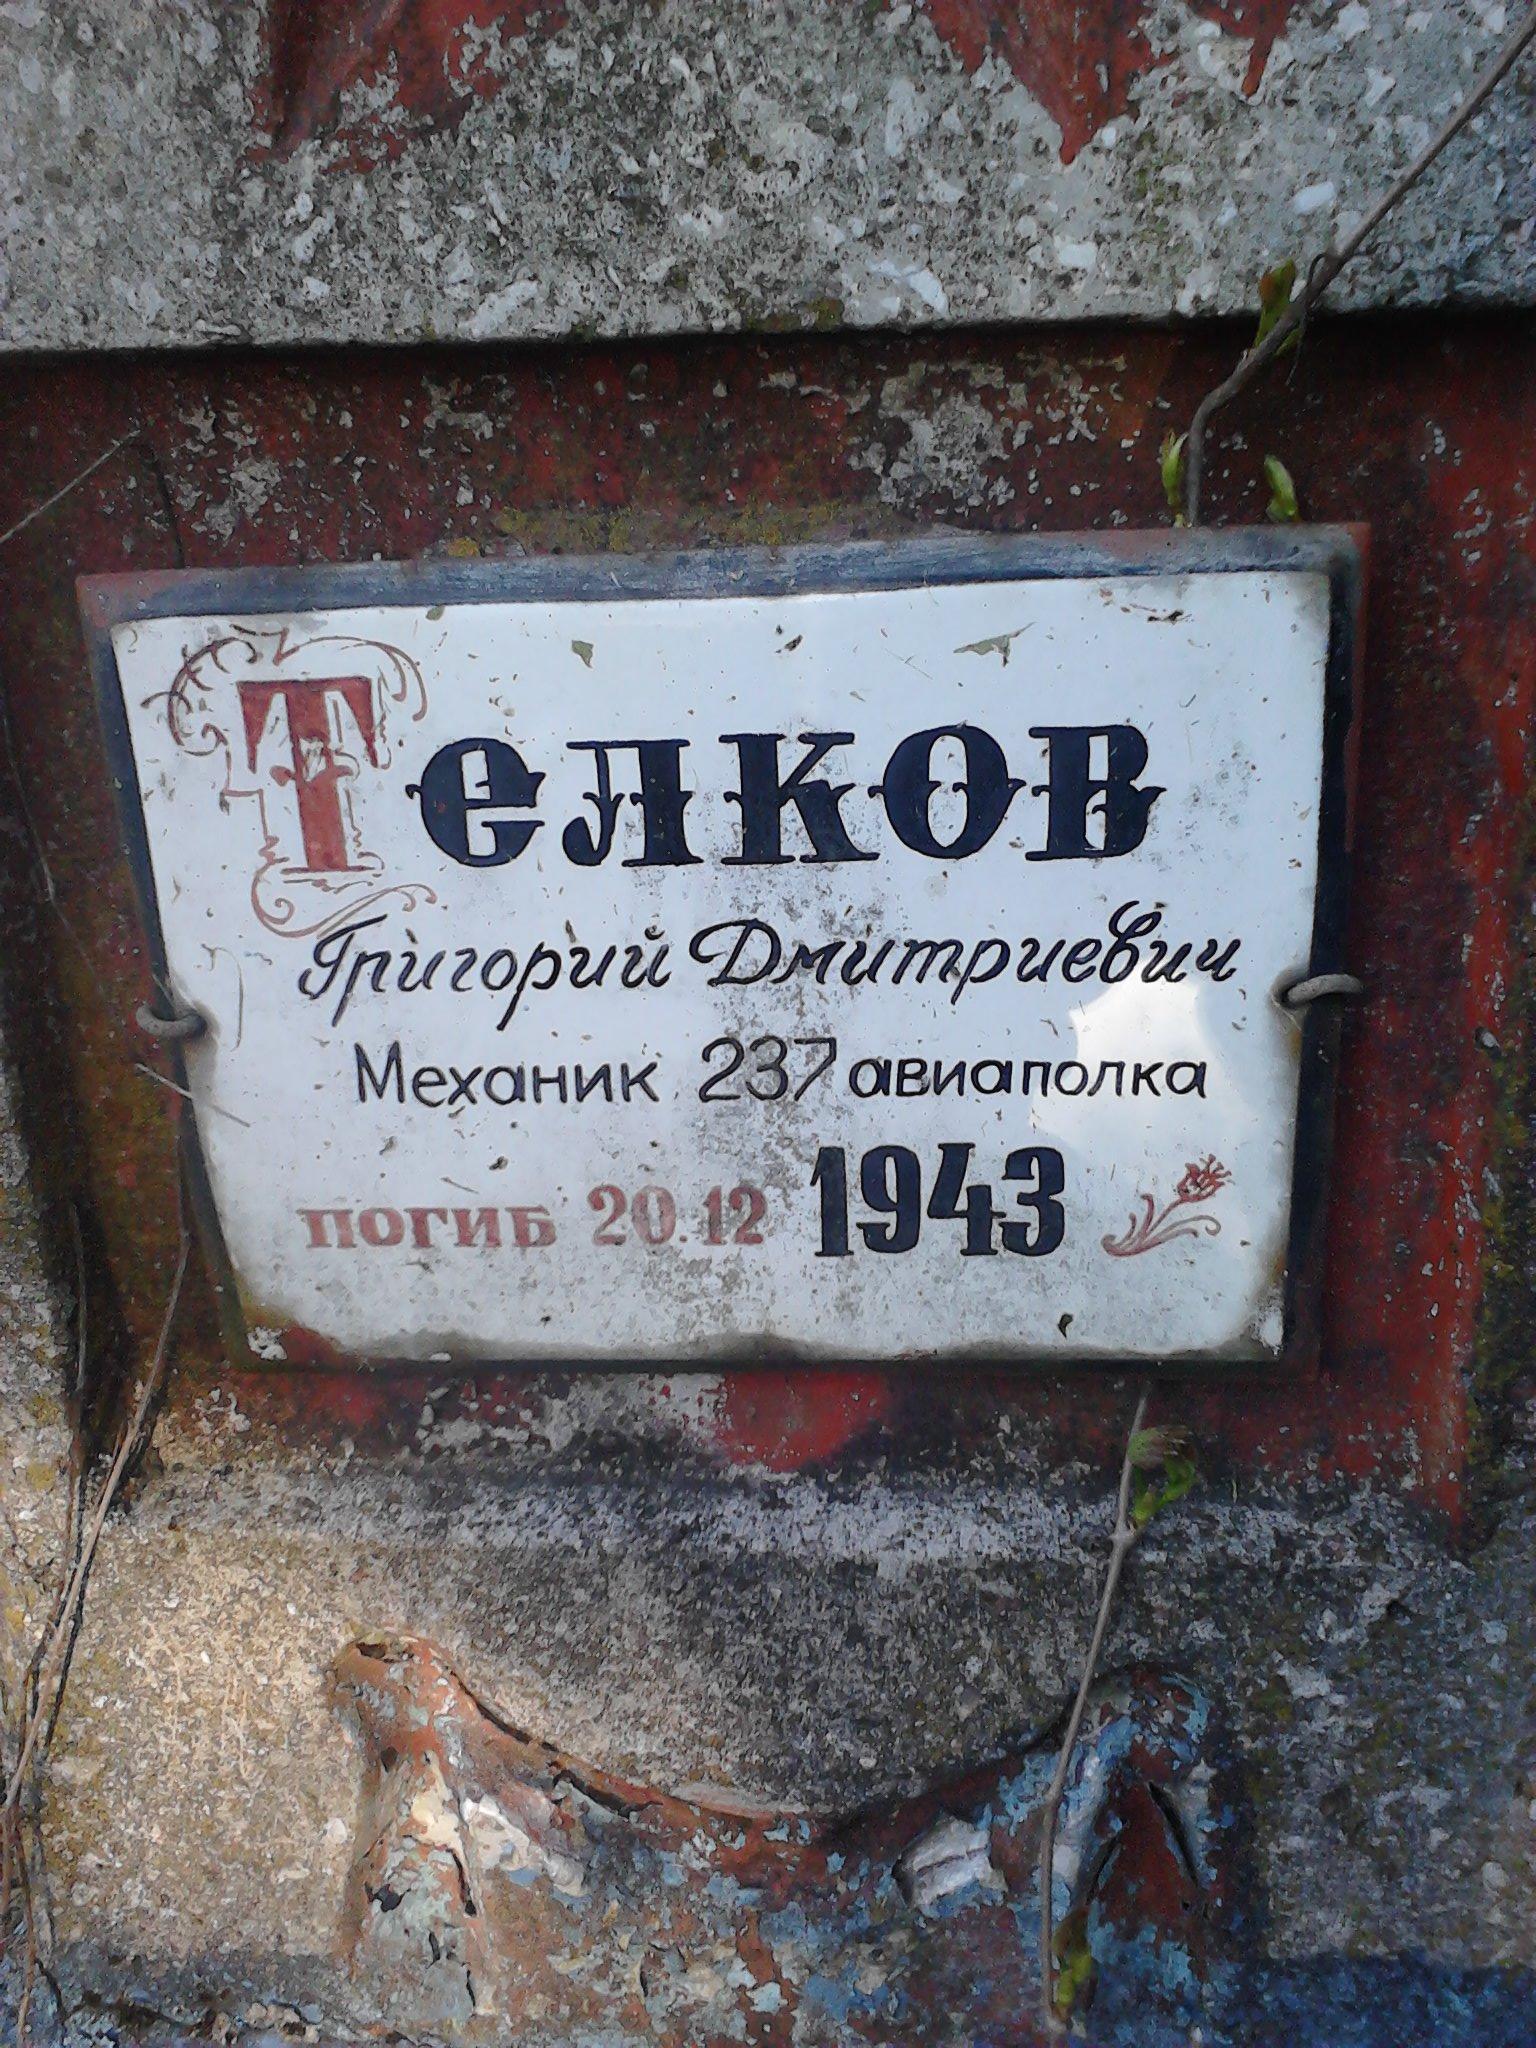 Телков
Григорий Дмитриевич
Механик 237 авиаполка
погиб 20.12 1943